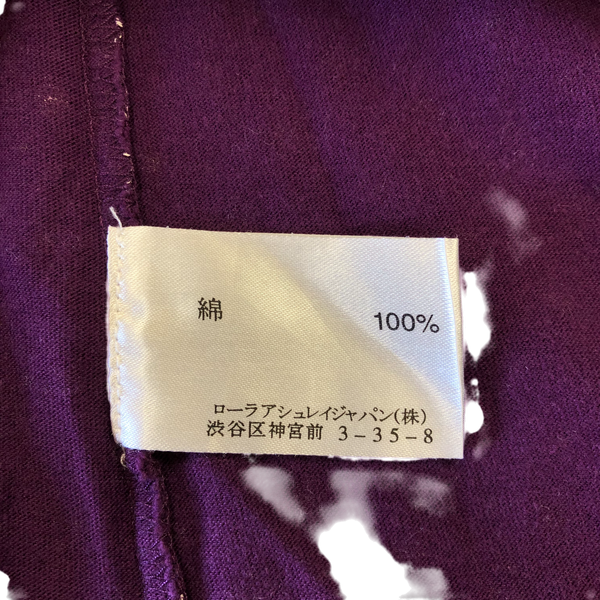 綿 100%
ローラアシュレイジャパン(株)
渋谷区神宮前 3-35-8